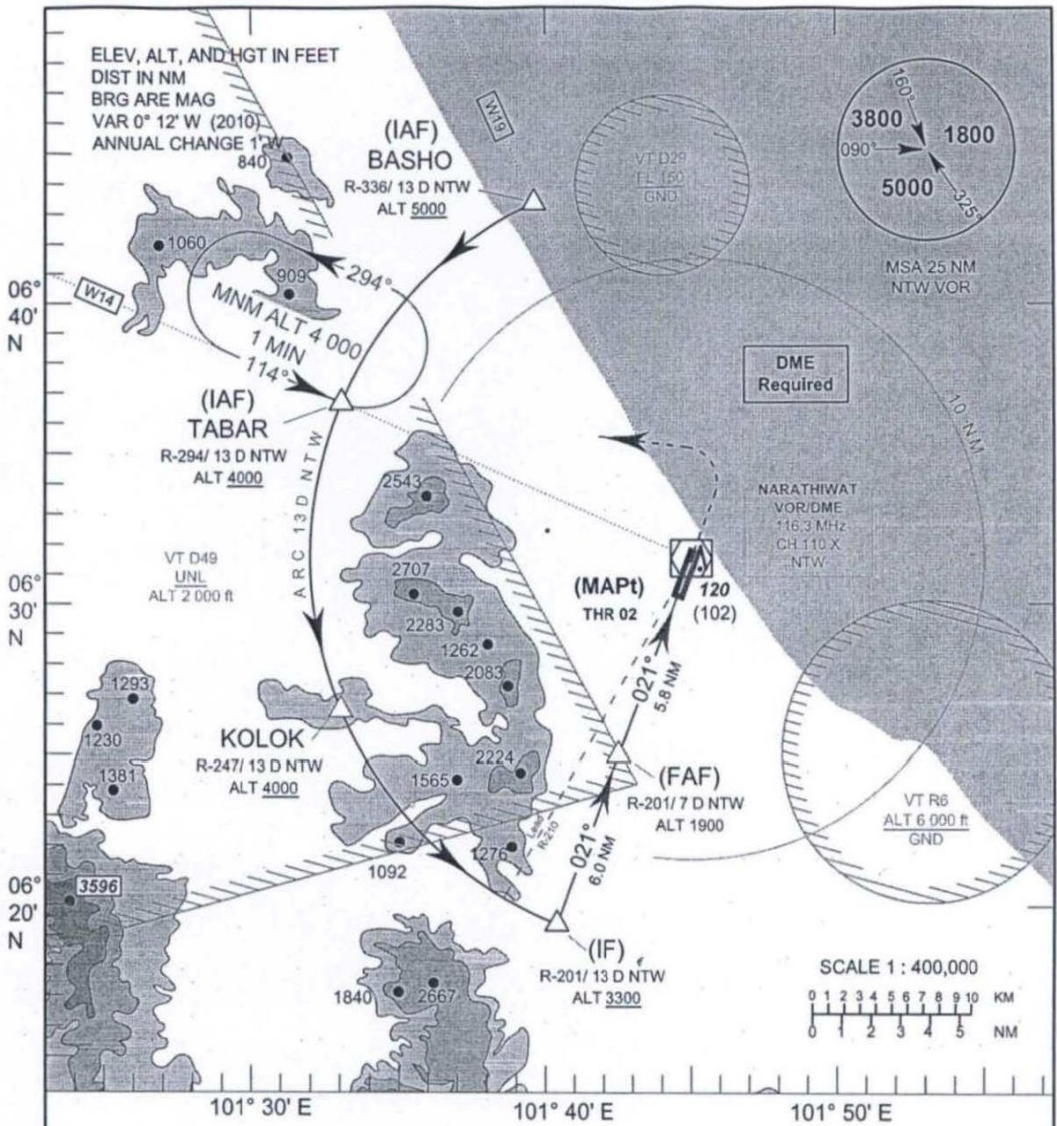 ELEV, ALT, AND HGT IN FEET
DIST IN NM
BRG ARE MAG
VAR 0° 12' W (2010)
ANNUAL CHANGE 1' W
840
(IAF)
BASHO
R-336/ 13 D NTW
ALT 5000
W19
VT D29
FL 150
GND
160°
3800
1800
090°
5000
325°
MSA 25 NM
NTW VOR
1060
909
294°
MNM ALT 4 000
1 MIN
114°
W14
06°
40'
N
(IAF)
TABAR
R-294/ 13 D NTW
ALT 4000
ARC 13 D NTW
DME
Required
10 NM
2543
NARATHIWAT
VOR/DME
116.3 MHz
CH 110 X
NTW
VT D49
UNL
ALT 2 000 ft
06°
30'
N
2707
2283
1262
2083
(MAPt)
THR 02
120
(102)
021°
5.8 NM
1293
1230
1381
KOLOK
R-247/ 13 D NTW
ALT 4000
2224
1565
(FAF)
R-201/ 7 D NTW
ALT 1900
VT R6
ALT 6 000 ft
GND
Lead
R-210
021°
6.0 NM
1276
1092
06°
20'
N
3596
(IF)
R-201/ 13 D NTW
ALT 3300
1840
2667
SCALE 1 : 400,000
0 1 2 3 4 5 6 7 8 9 10 KM
0 1 2 3 4 5 NM
101° 30' E
101° 40' E
101° 50' E